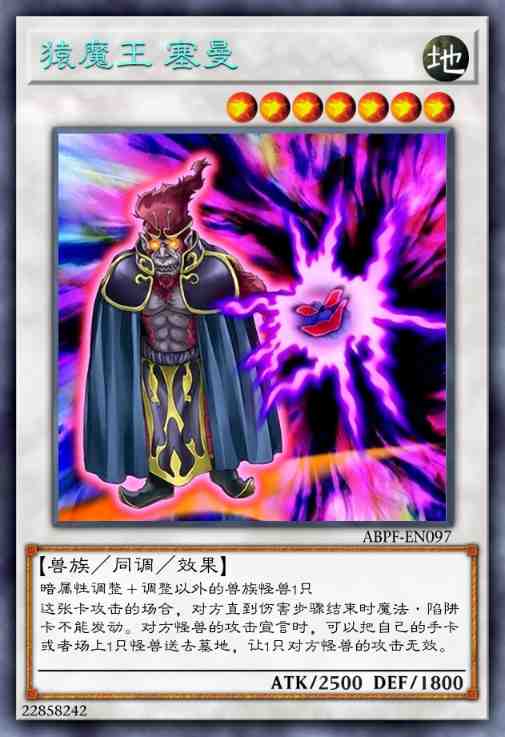 猿魔王 塞曼
地
ABPF-EN097
【兽族／同调／效果】
暗属性调整＋调整以外的兽族怪兽1只
这张卡攻击的场合，对方直到伤害步骤结束时魔法·陷阱
卡不能发动。对方怪兽的攻击宣言时，可以把自己的手卡
或者场上1只怪兽送去墓地，让1只对方怪兽的攻击无效。
ATK/2500 DEF/1800
22858242